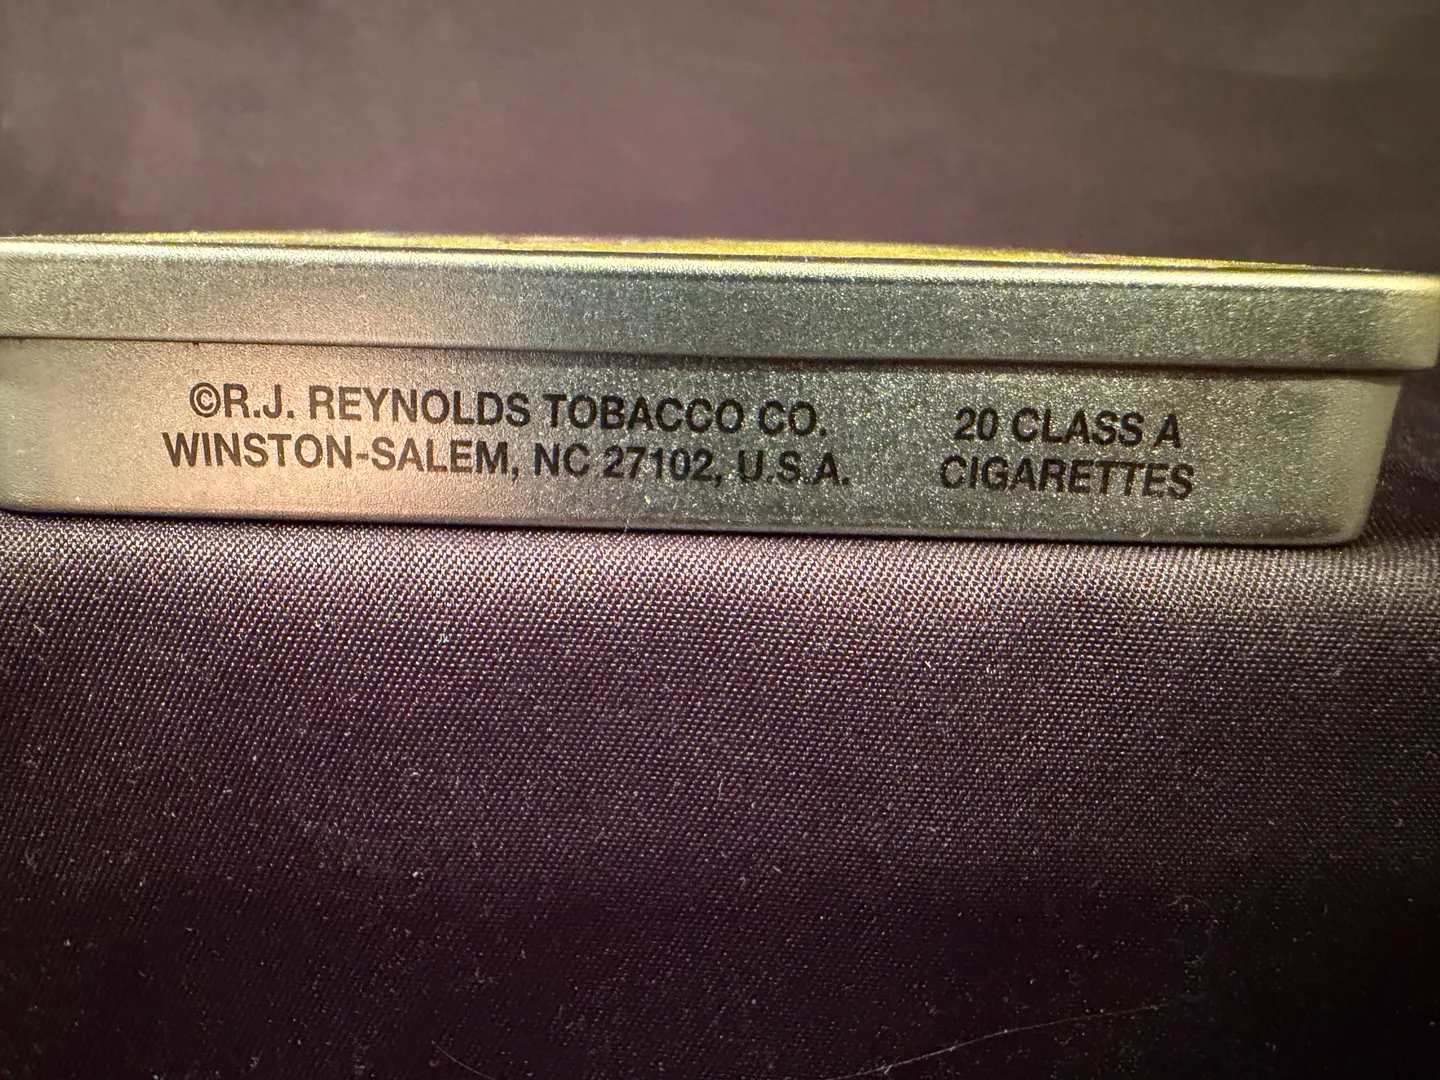 ©R.J. REYNOLDS TOBACCO CO.
WINSTON-SALEM, NC 27102, U.S.A.
20 CLASS A
CIGARETTES